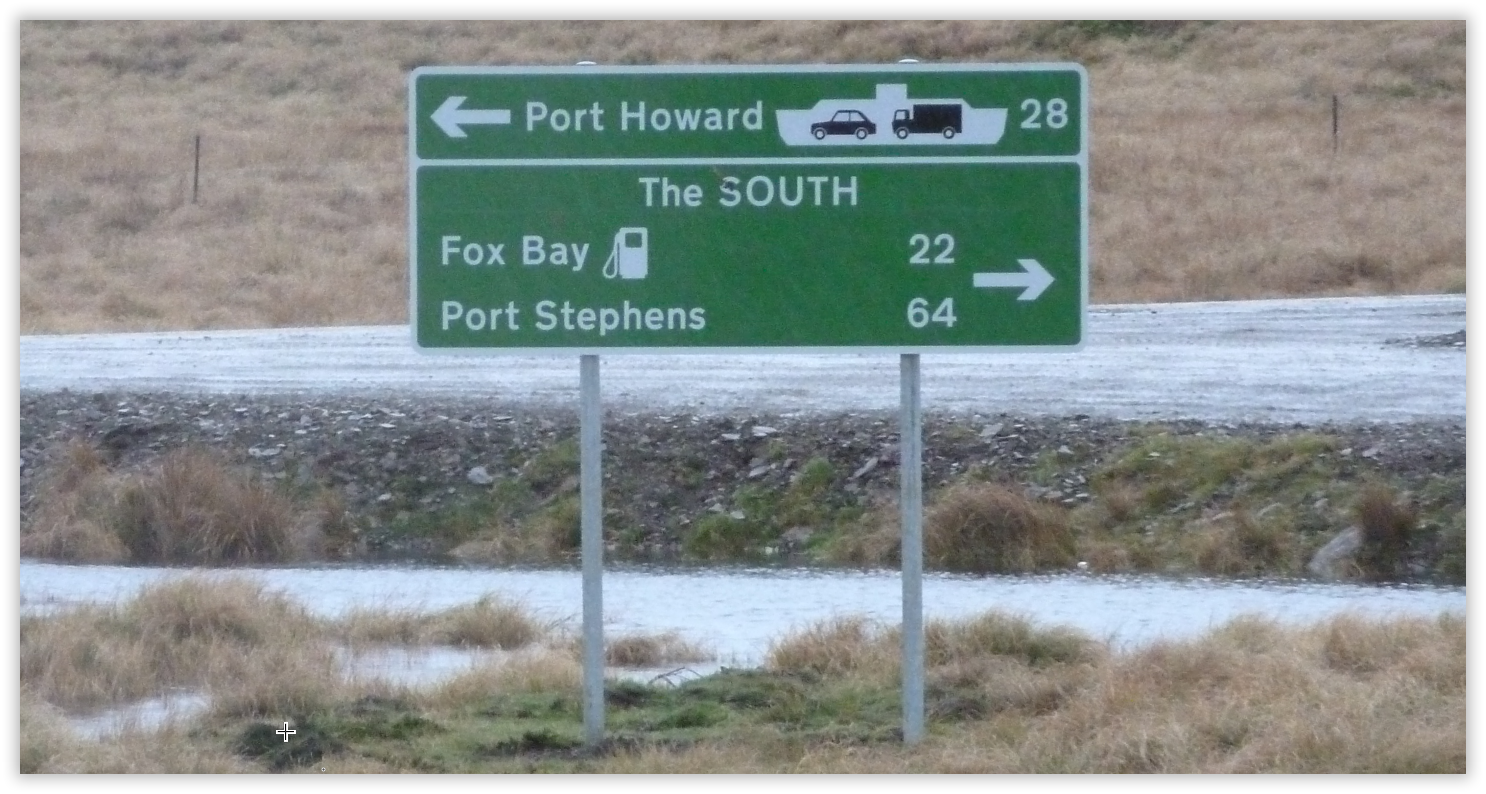 Port Howard 28
The SOUTH
Fox Bay 22
Port Stephens 64